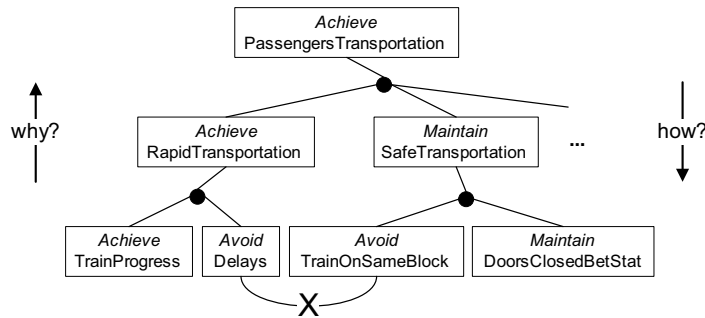 Achieve
PassengersTransportation
why?
Achieve
RapidTransportation
Maintain
SafeTransportation
...
how?
Achieve
TrainProgress
Avoid
Delays
Avoid
TrainOnSameBlock
Maintain
DoorsClosedBetStat
X